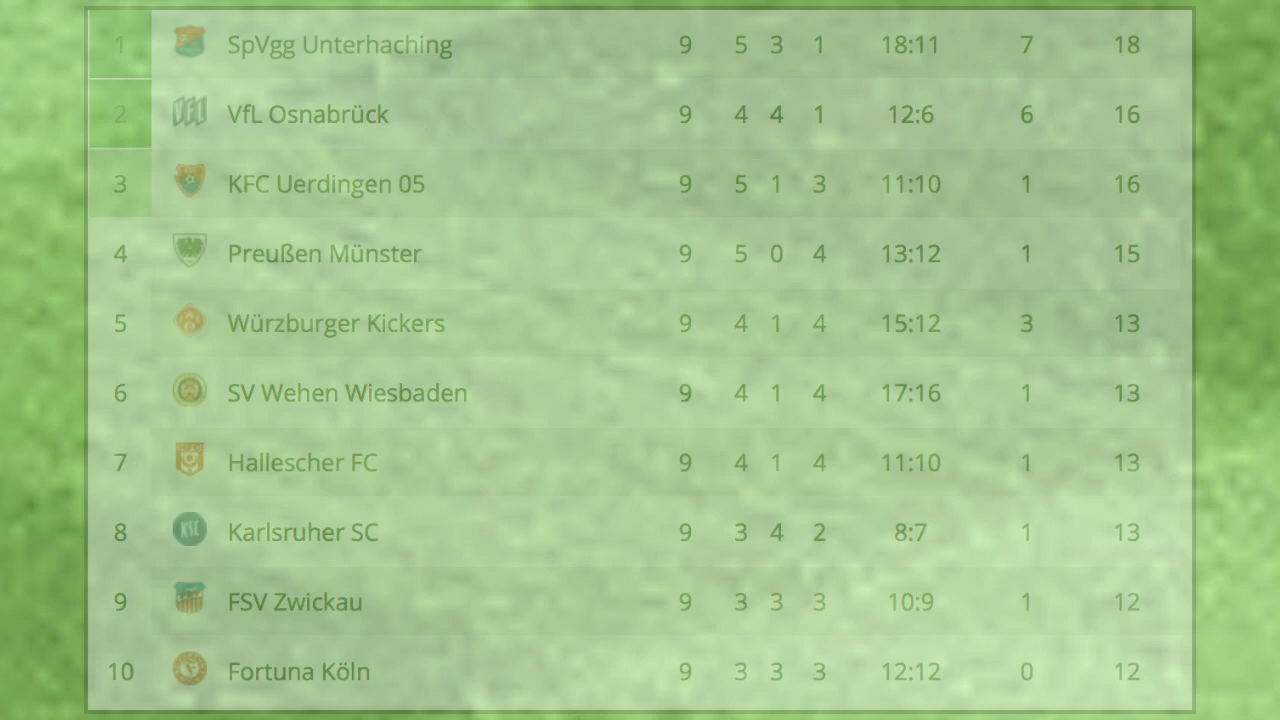 1 SpVgg Unterhaching 9 5 3 1 18:11 7 18
2 VfL Osnabrück 9 4 4 1 12:6 6 16
3 KFC Uerdingen 05 9 5 1 3 11:10 1 16
4 Preußen Münster 9 5 0 4 13:12 1 15
5 Würzburger Kickers 9 4 1 4 15:12 3 13
6 SV Wehen Wiesbaden 9 4 1 4 17:16 1 13
7 Hallescher FC 9 4 1 4 11:10 1 13
8 KSC Karlsruher SC 9 3 4 2 8:7 1 13
9 FSV Zwickau 9 3 3 3 10:9 1 12
10 Fortuna Köln 9 3 3 3 12:12 0 12